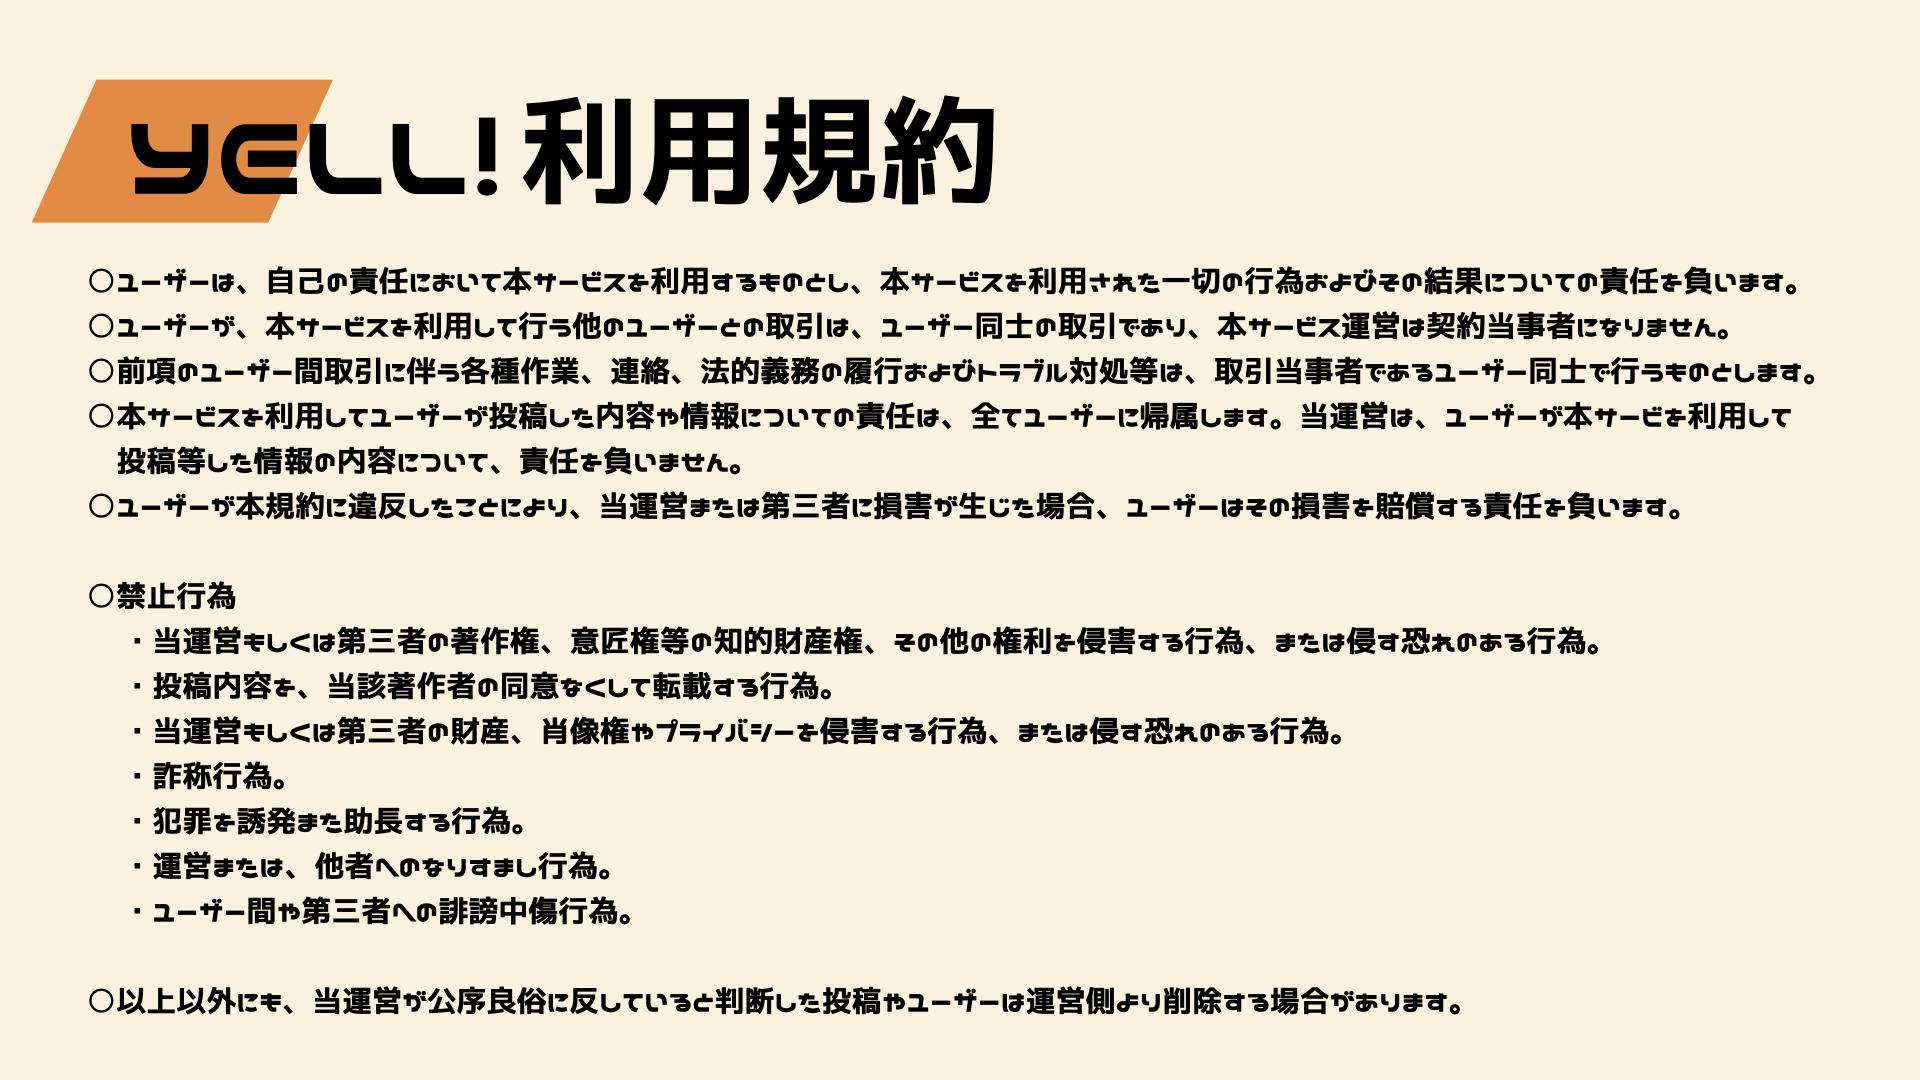 YELL!利用規約
○ユーザーは、自己の責任において本サービスを利用するものとし、本サービスを利用された一切の行為およびその結果についての責任を負います。
○ユーザーが、本サービスを利用して行う他のユーザーとの取引は、ユーザー同士の取引であり、本サービス運営は契約当事者になりません。
○前項のユーザー間取引に伴う各種作業、連絡、法的義務の履行およびトラブル対処等は、取引当事者であるユーザー同士で行うものとします。
○本サービスを利用してユーザーが投稿した内容や情報についての責任は、全てユーザーに帰属します。当運営は、ユーザーが本サービを利用して
投稿等した情報の内容について、責任を負いません。
○ユーザーが本規約に違反したことにより、当運営または第三者に損害が生じた場合、ユーザーはその損害を賠償する責任を負います。
○禁止行為
・当運営もしくは第三者の著作権、意匠権等の知的財産権、その他の権利を侵害する行為、または侵す恐れのある行為。
・投稿内容を、当該著作者の同意なくして転載する行為。
・当運営もしくは第三者の財産、肖像権やプライバシーを侵害する行為、または侵す恐れのある行為。
・詐称行為。
・犯罪を誘発また助長する行為。
・運営または、他者へのなりすまし行為。
・ユーザー間や第三者への誹謗中傷行為。
○以上以外にも、当運営が公序良俗に反していると判断した投稿やユーザーは運営側より削除する場合があります。